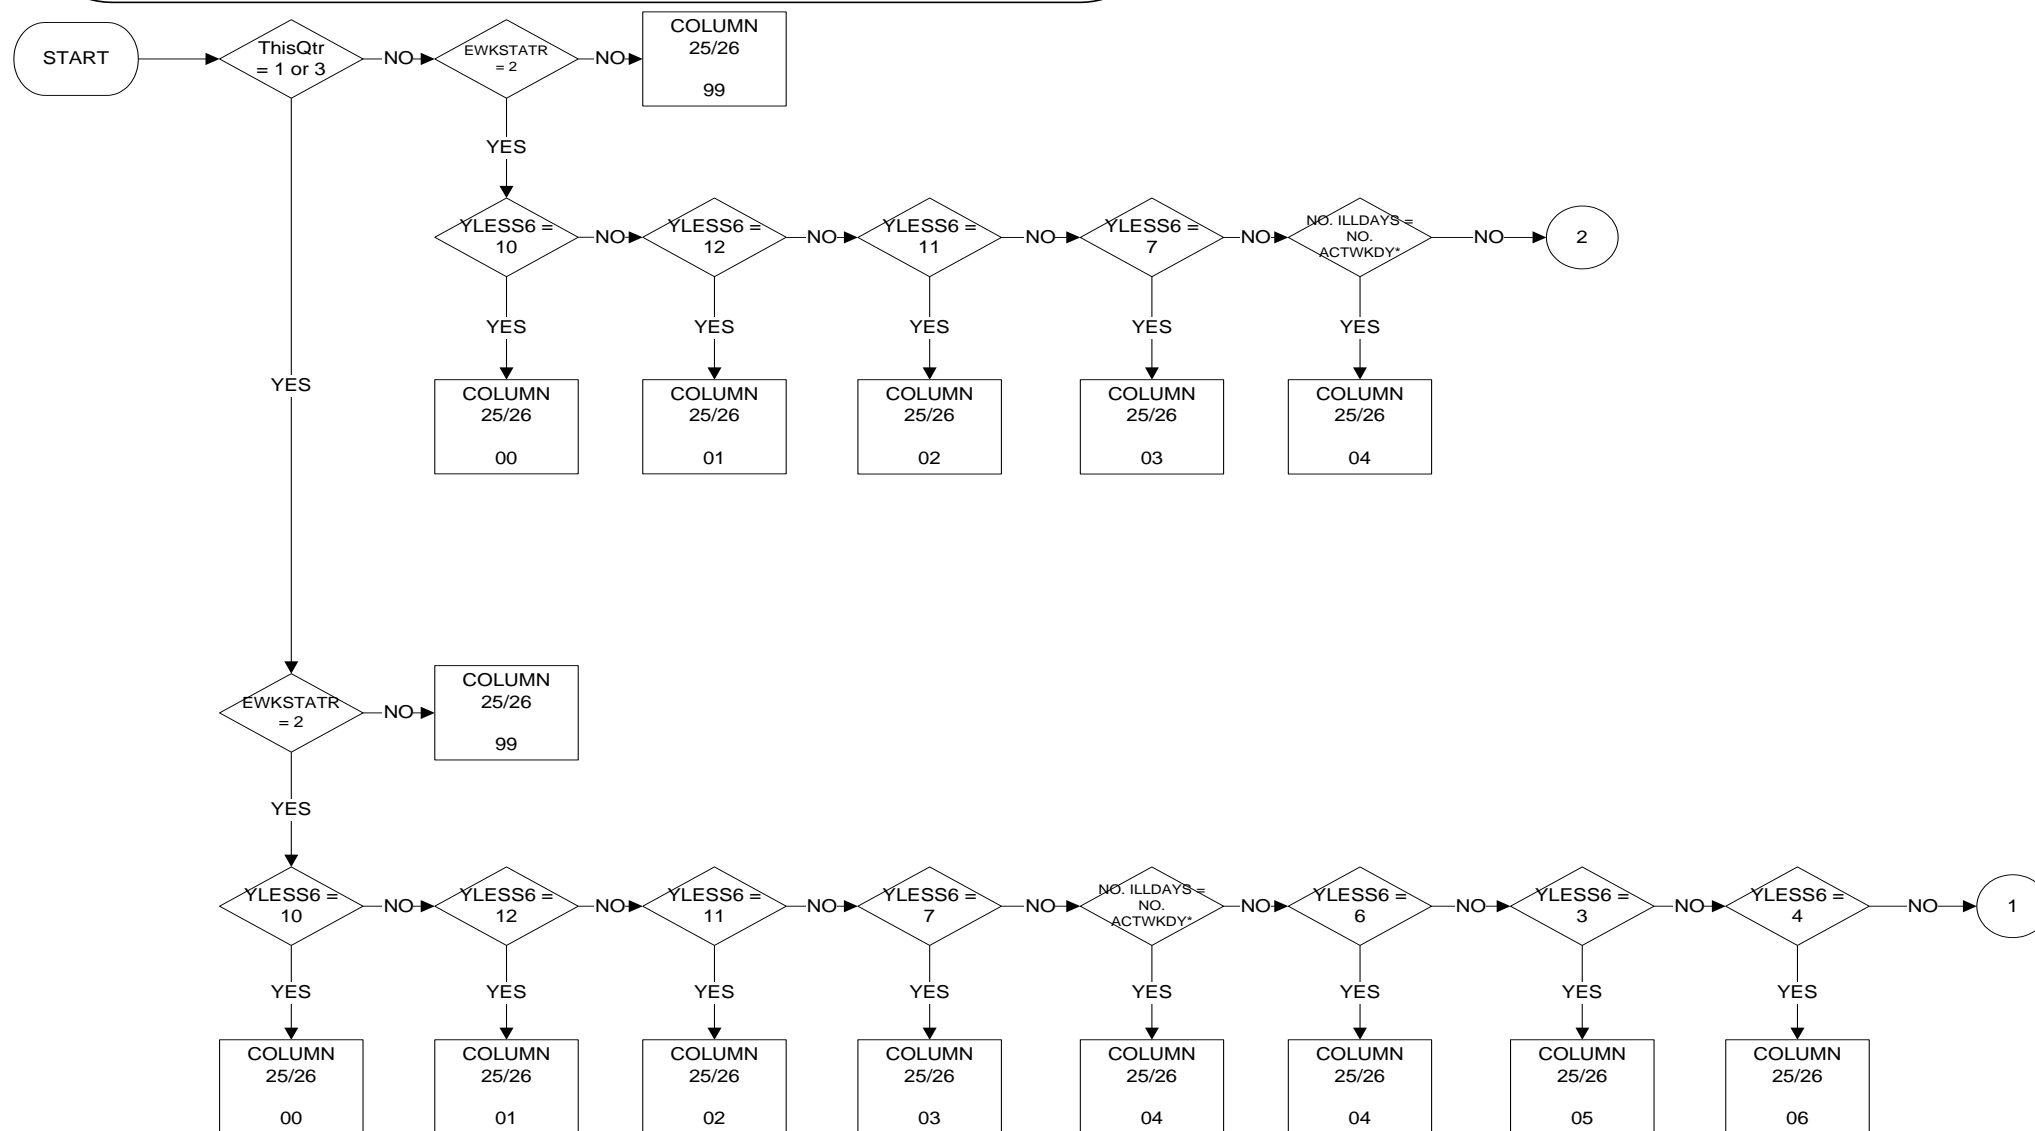 START
ThisQtr
= 1 or 3
NO
EWKSTATR
= 2
NO
COLUMN
25/26
99
YES
YLESS6 =
10
NO
YLESS6 =
12
NO
YLESS6 =
11
NO
YLESS6 =
7
NO
NO. ILLDAYS =
NO.
ACTWKDY*
NO
2
YES
YES
YES
YES
YES
YES
COLUMN
25/26
00
COLUMN
25/26
01
COLUMN
25/26
02
COLUMN
25/26
03
COLUMN
25/26
04
EWKSTATR
= 2
NO
COLUMN
25/26
99
YES
YLESS6 =
10
NO
YLESS6 =
12
NO
YLESS6 =
11
NO
YLESS6 =
7
NO
NO. ILLDAYS =
NO.
ACTWKDY*
NO
YLESS6 =
6
NO
YLESS6 =
3
NO
YLESS6 =
4
NO
1
YES
YES
YES
YES
YES
YES
YES
YES
COLUMN
25/26
00
COLUMN
25/26
01
COLUMN
25/26
02
COLUMN
25/26
03
COLUMN
25/26
04
COLUMN
25/26
04
COLUMN
25/26
05
COLUMN
25/26
06